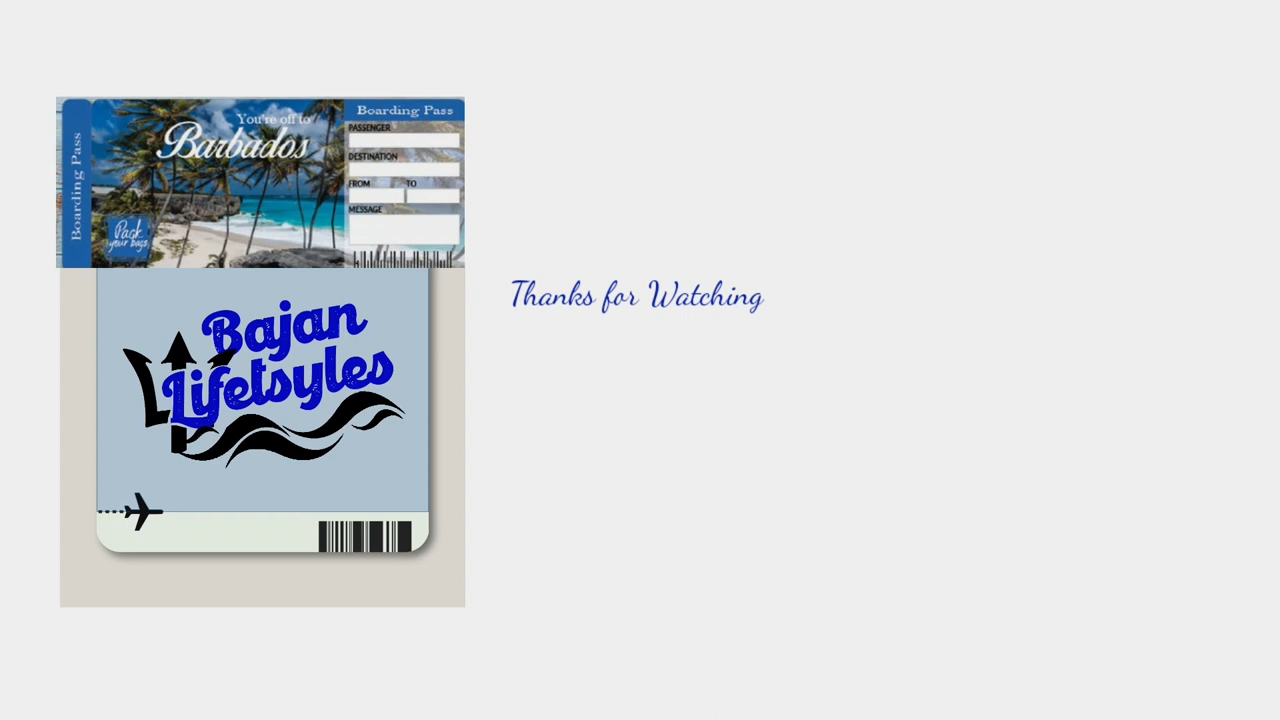 Boarding Pass
You're off to
Barbados
Pack
your bags
Boarding Pass
PASSENGER
DESTINATION
FROM TO
MESSAGE
Bajan
Lifetsyles
Thanks for Watching